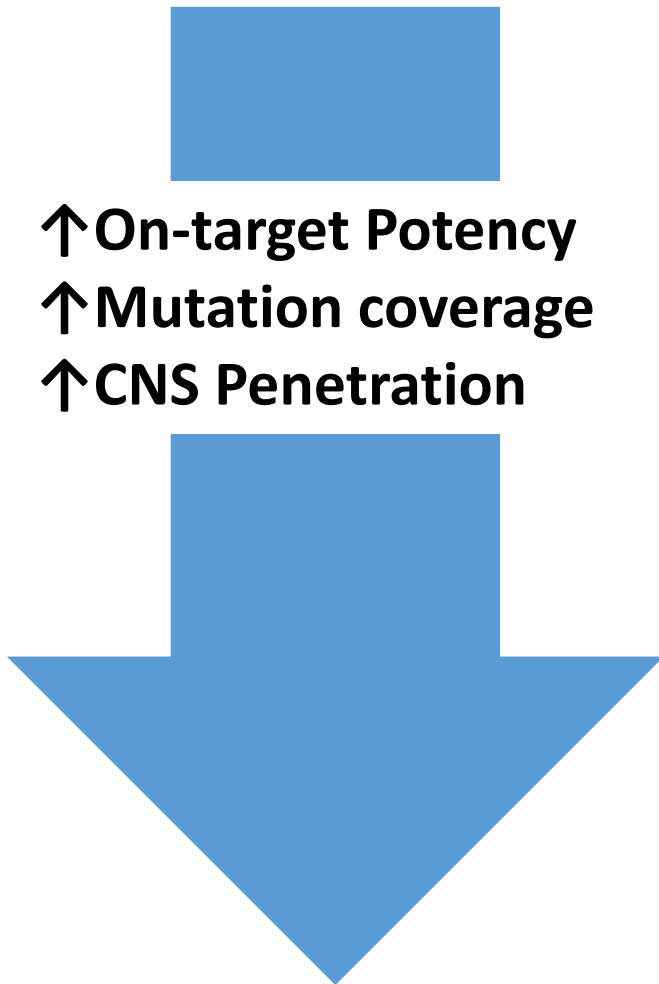 ↑On-target Potency
↑Mutation coverage
↑CNS Penetration